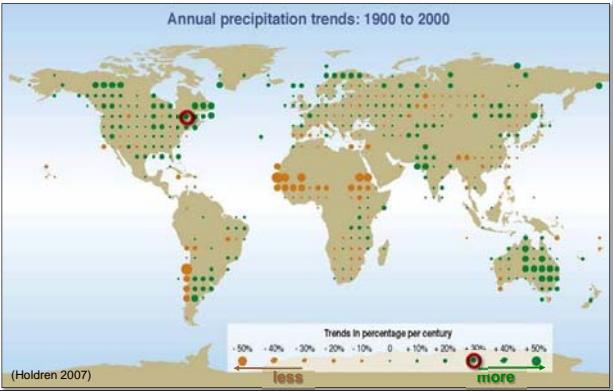 Annual precipitation trends: 1900 to 2000
Trends in percentage per century
- 50% - 40% - 30% - 20% - 10% 0 + 10% + 20% + 30% + 40% + 50%
(Holdren 2007)
less more